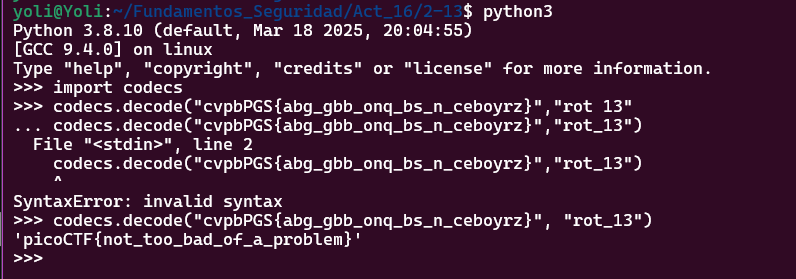 yoli@Yoli:~/Fundamentos_Seguridad/Act_16/2-13$ python3
Python 3.8.10 (default, Mar 18 2025, 20:04:55)
[GCC 9.4.0] on linux
Type "help", "copyright", "credits" or "license" for more information.
>>> import codecs
>>> codecs.decode("cvpbPGS{abg_gbb_onq_bs_n_ceboyrz}","rot 13"
... codecs.decode("cvpbPGS{abg_gbb_onq_bs_n_ceboyrz}","rot_13")
  File "<stdin>", line 2
    codecs.decode("cvpbPGS{abg_gbb_onq_bs_n_ceboyrz}","rot_13")
    ^
SyntaxError: invalid syntax
>>> codecs.decode("cvpbPGS{abg_gbb_onq_bs_n_ceboyrz}", "rot_13")
'picoCTF{not_too_bad_of_a_problem}'
>>>